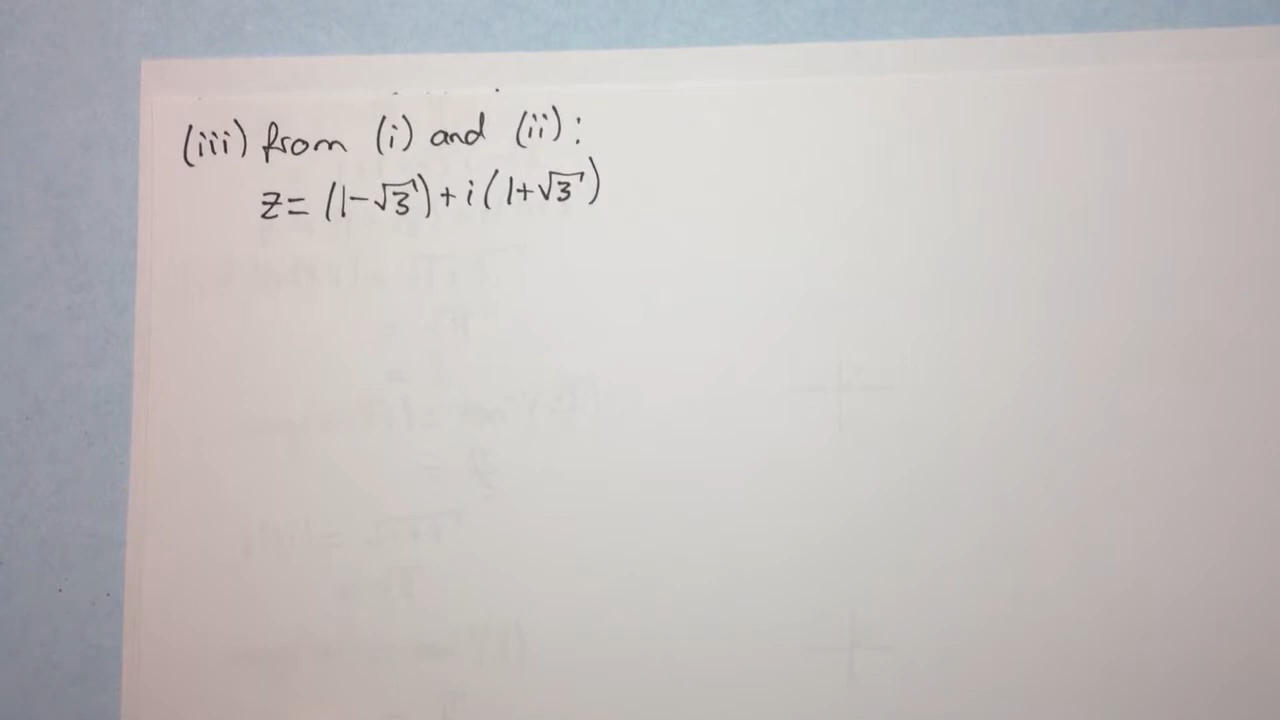 (iii) from (i) and (ii):
z = (1-√3) + i (1+√3)